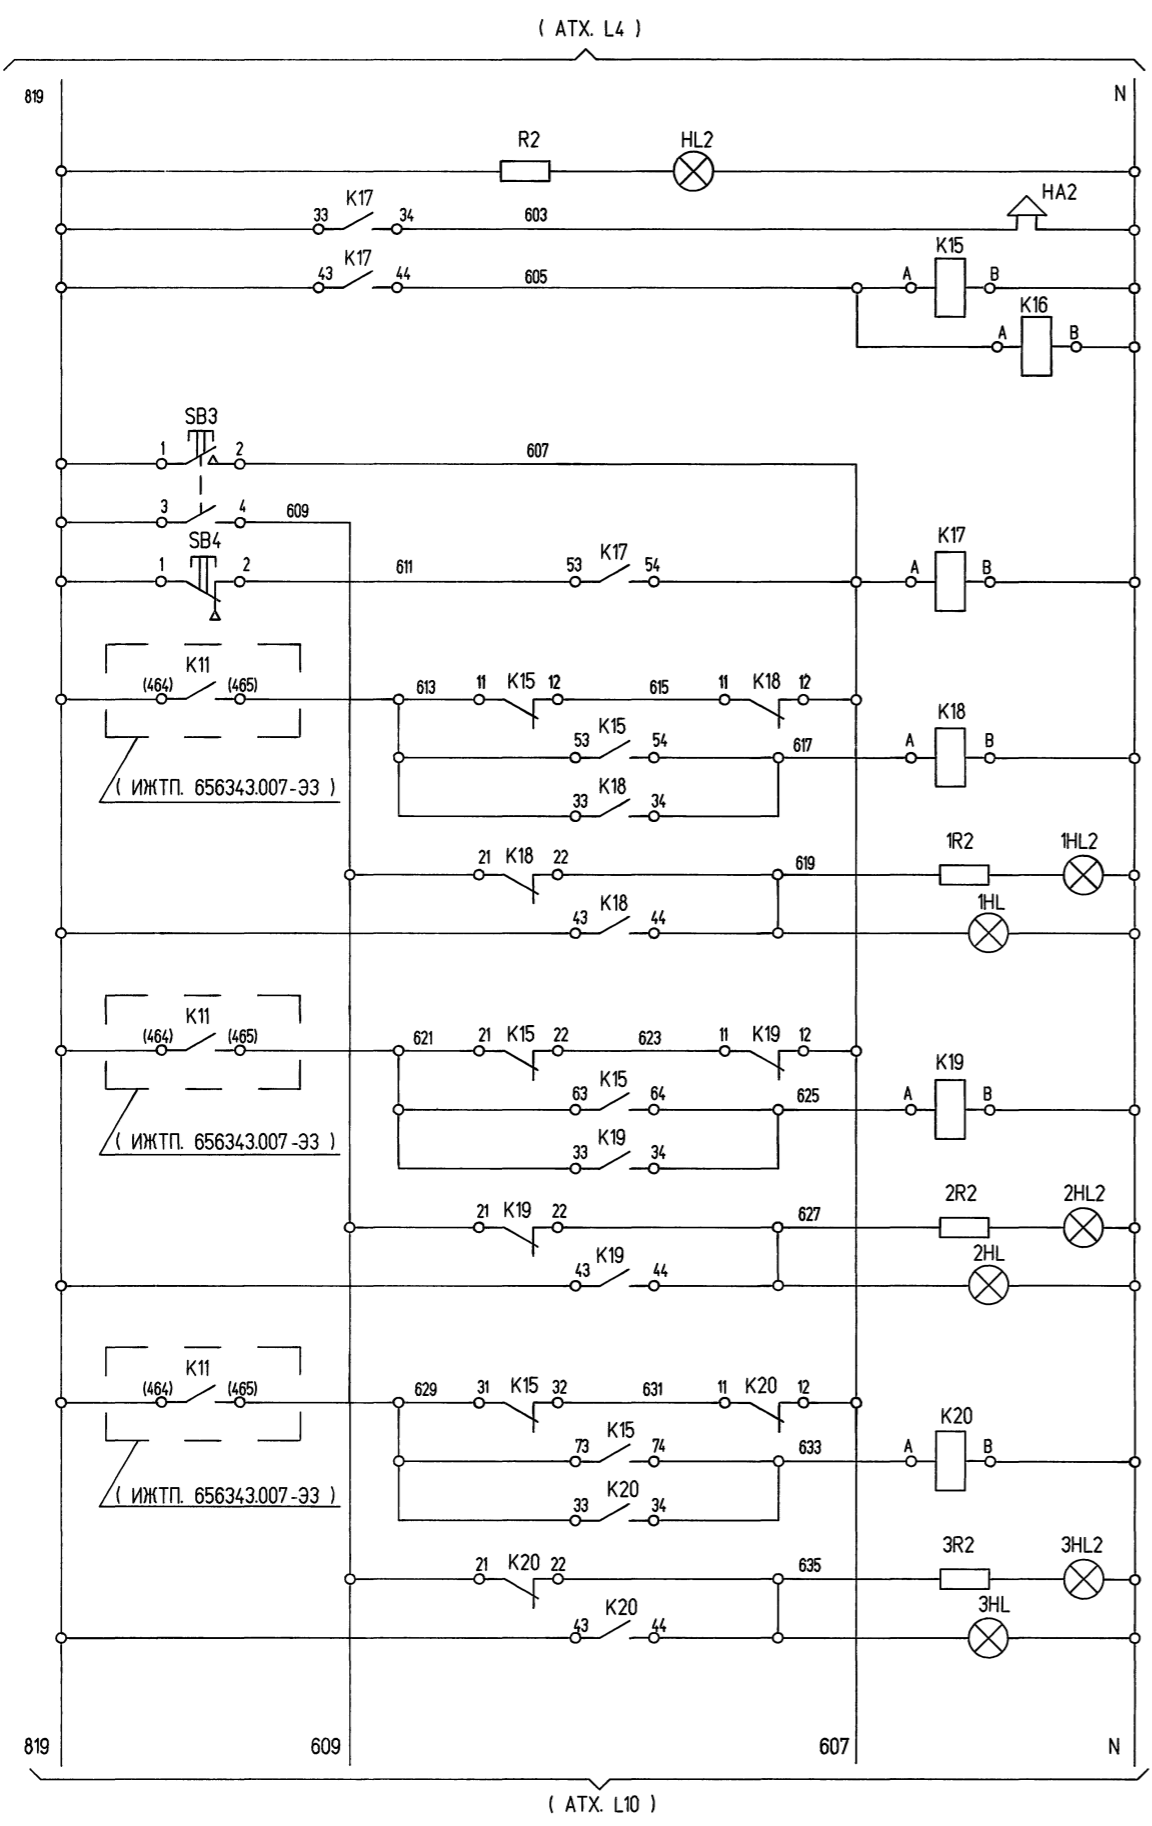 ( АТХ. L4 )
819 N
R2 HL2
33 K17 34 603 HA2
43 K17 44 605 A K15 B
A K16 B
SB3
1 2 607
3 4 609
SB4
1 2 611 53 K17 54 A K17 B
K11
(464) (465) 613 11 K15 12 615 11 K18 12
53 K15 54 617 A K18 B
( ИЖТП. 656343.007-ЭЗ )
33 K18 34
21 K18 22 619 1R2 1HL2
43 K18 44 1HL
K11
(464) (465) 621 21 K15 22 623 11 K19 12
63 K15 64 625 A K19 B
( ИЖТП. 656343.007-ЭЗ )
33 K19 34
21 K19 22 627 2R2 2HL2
43 K19 44 2HL
K11
(464) (465) 629 31 K15 32 631 11 K20 12
73 K15 74 633 A K20 B
( ИЖТП. 656343.007-ЭЗ )
33 K20 34
21 K20 22 635 3R2 3HL2
43 K20 44 3HL
819 609 607 N
( АТХ. L10 )